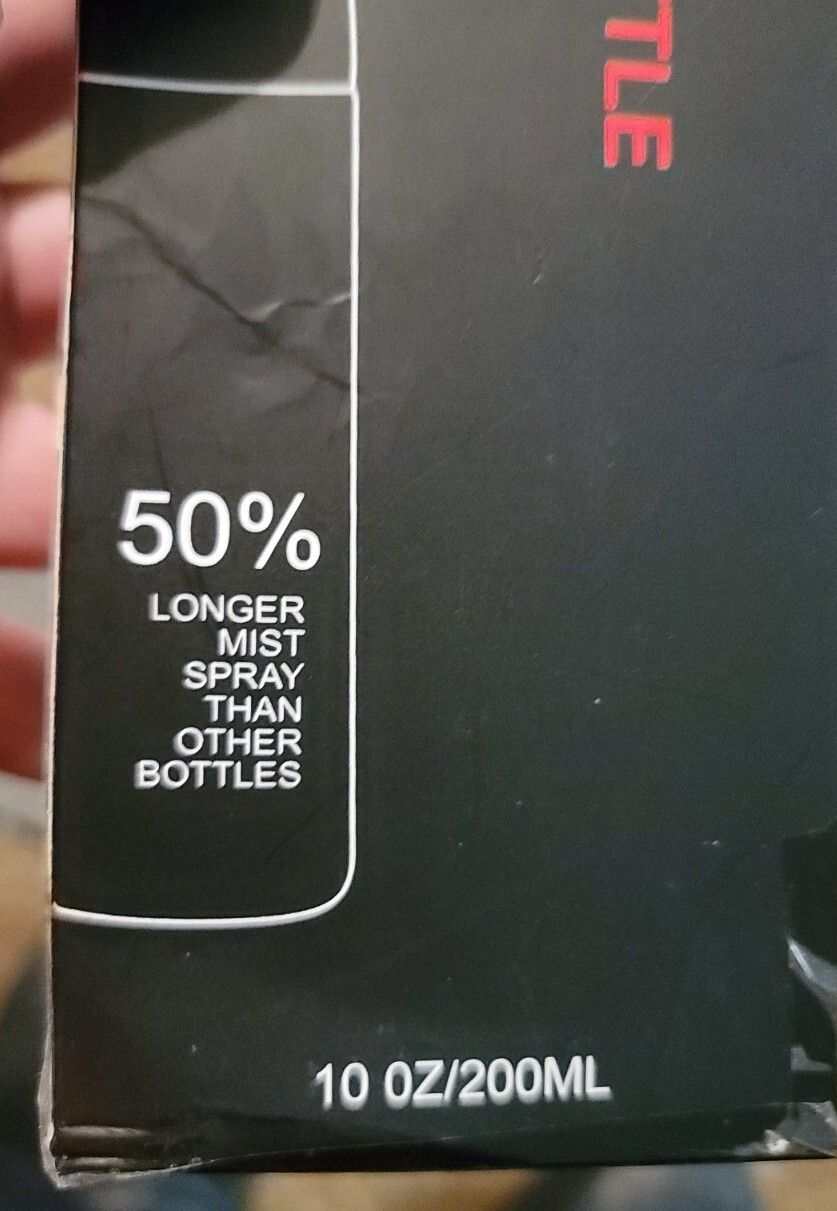 TLE
50%
LONGER
MIST
SPRAY
THAN
OTHER
BOTTLES
10 0Z/200ML